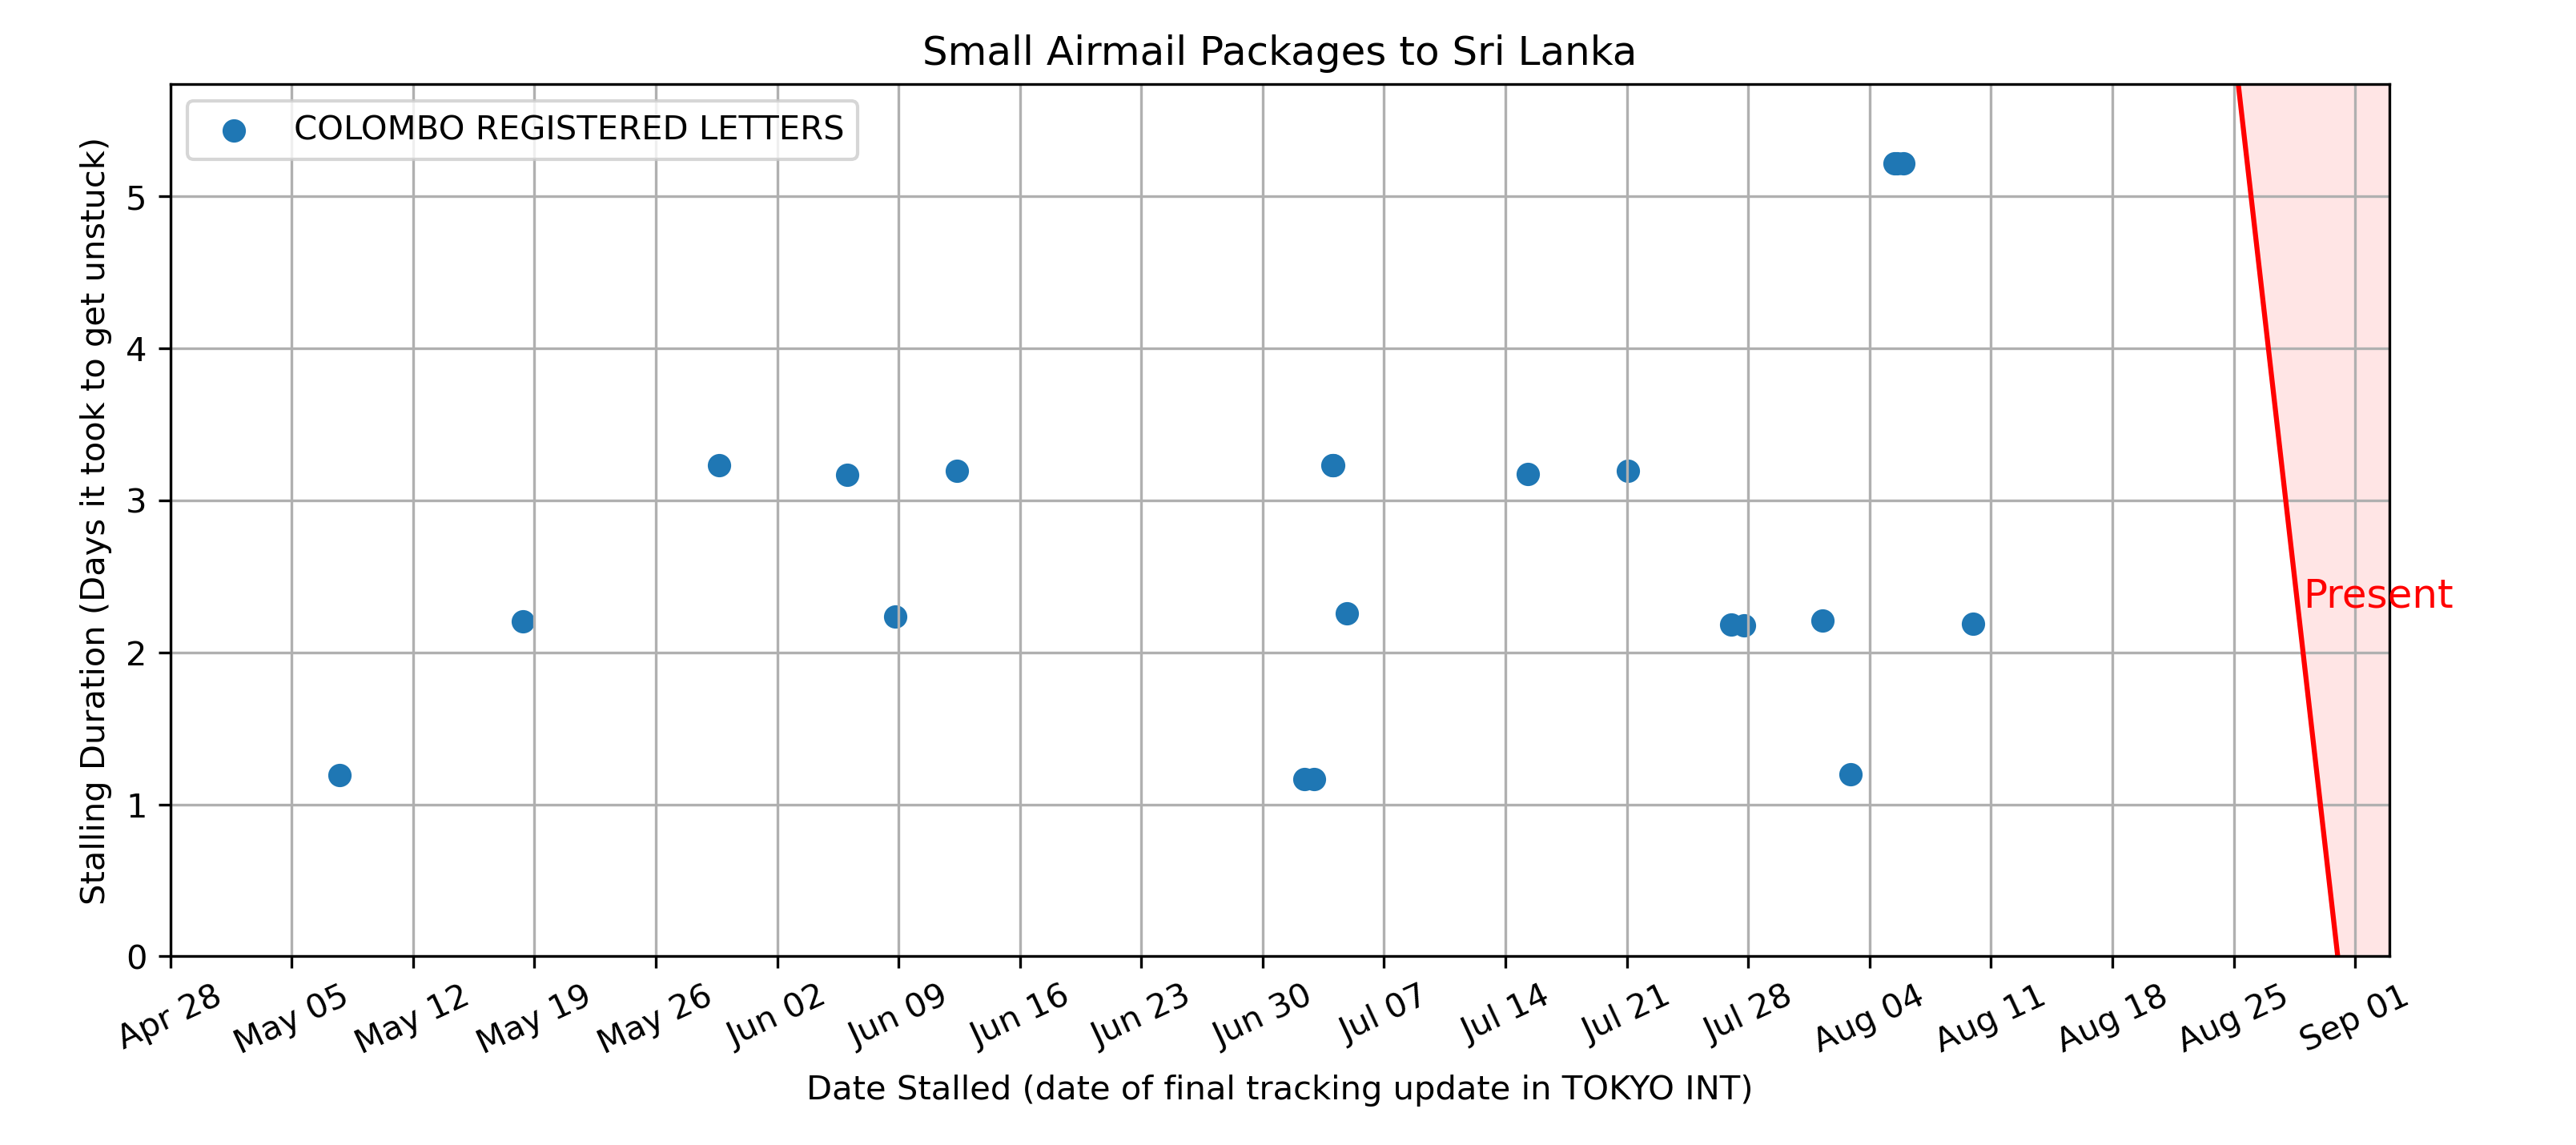 Small Airmail Packages to Sri Lanka
COLOMBO REGISTERED LETTERS
Stalling Duration (Days it took to get unstuck)
5
4
3
2
1
0
Present
Apr 28
May 05
May 12
May 19
May 26
Jun 02
Jun 09
Jun 16
Jun 23
Jun 30
Jul 07
Jul 14
Jul 21
Jul 28
Aug 04
Aug 11
Aug 18
Aug 25
Sep 01
Date Stalled (date of final tracking update in TOKYO INT)